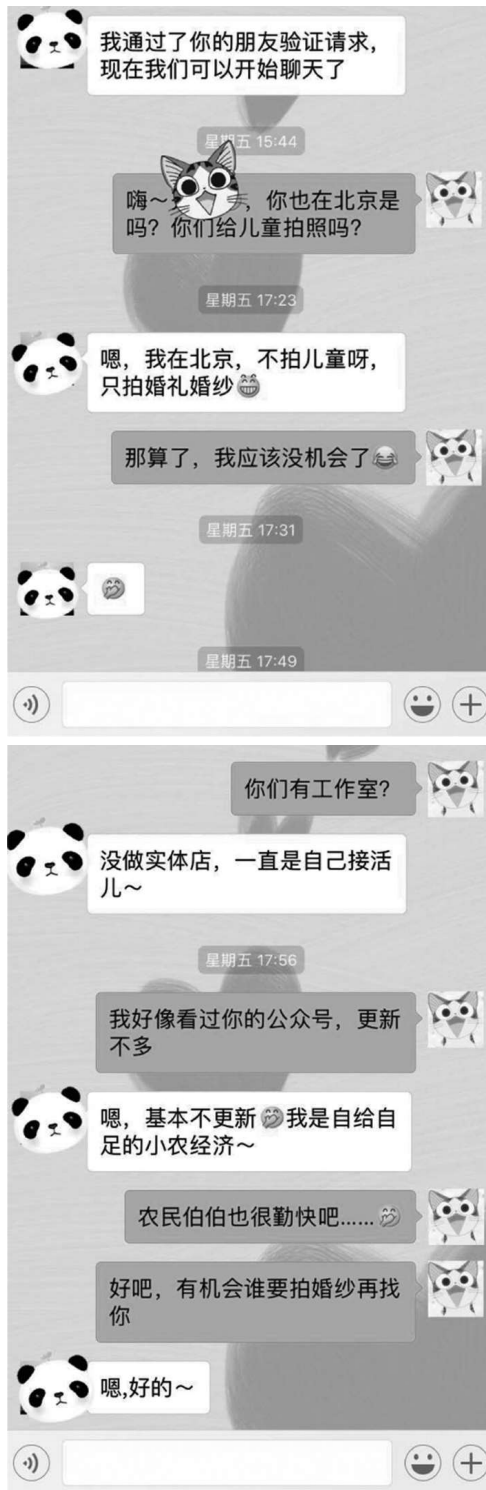 我通过了你的朋友验证请求，
现在我们可以开始聊天了
星期五 15:44
嗨～，你也在北京是
吗？你们给儿童拍照吗？
星期五 17:23
嗯，我在北京，不拍儿童呀，
只拍婚礼婚纱😁
那算了，我应该没机会了😂
星期五 17:31
🤭
星期五 17:49
你们有工作室？
没做实体店，一直是自己接活
儿～
星期五 17:56
我好像看过你的公众号，更新
不多
嗯，基本不更新🤭我是自给自
足的小农经济～
农民伯伯也很勤快吧……🤭
好吧，有机会谁要拍婚纱再找
你
嗯,好的～